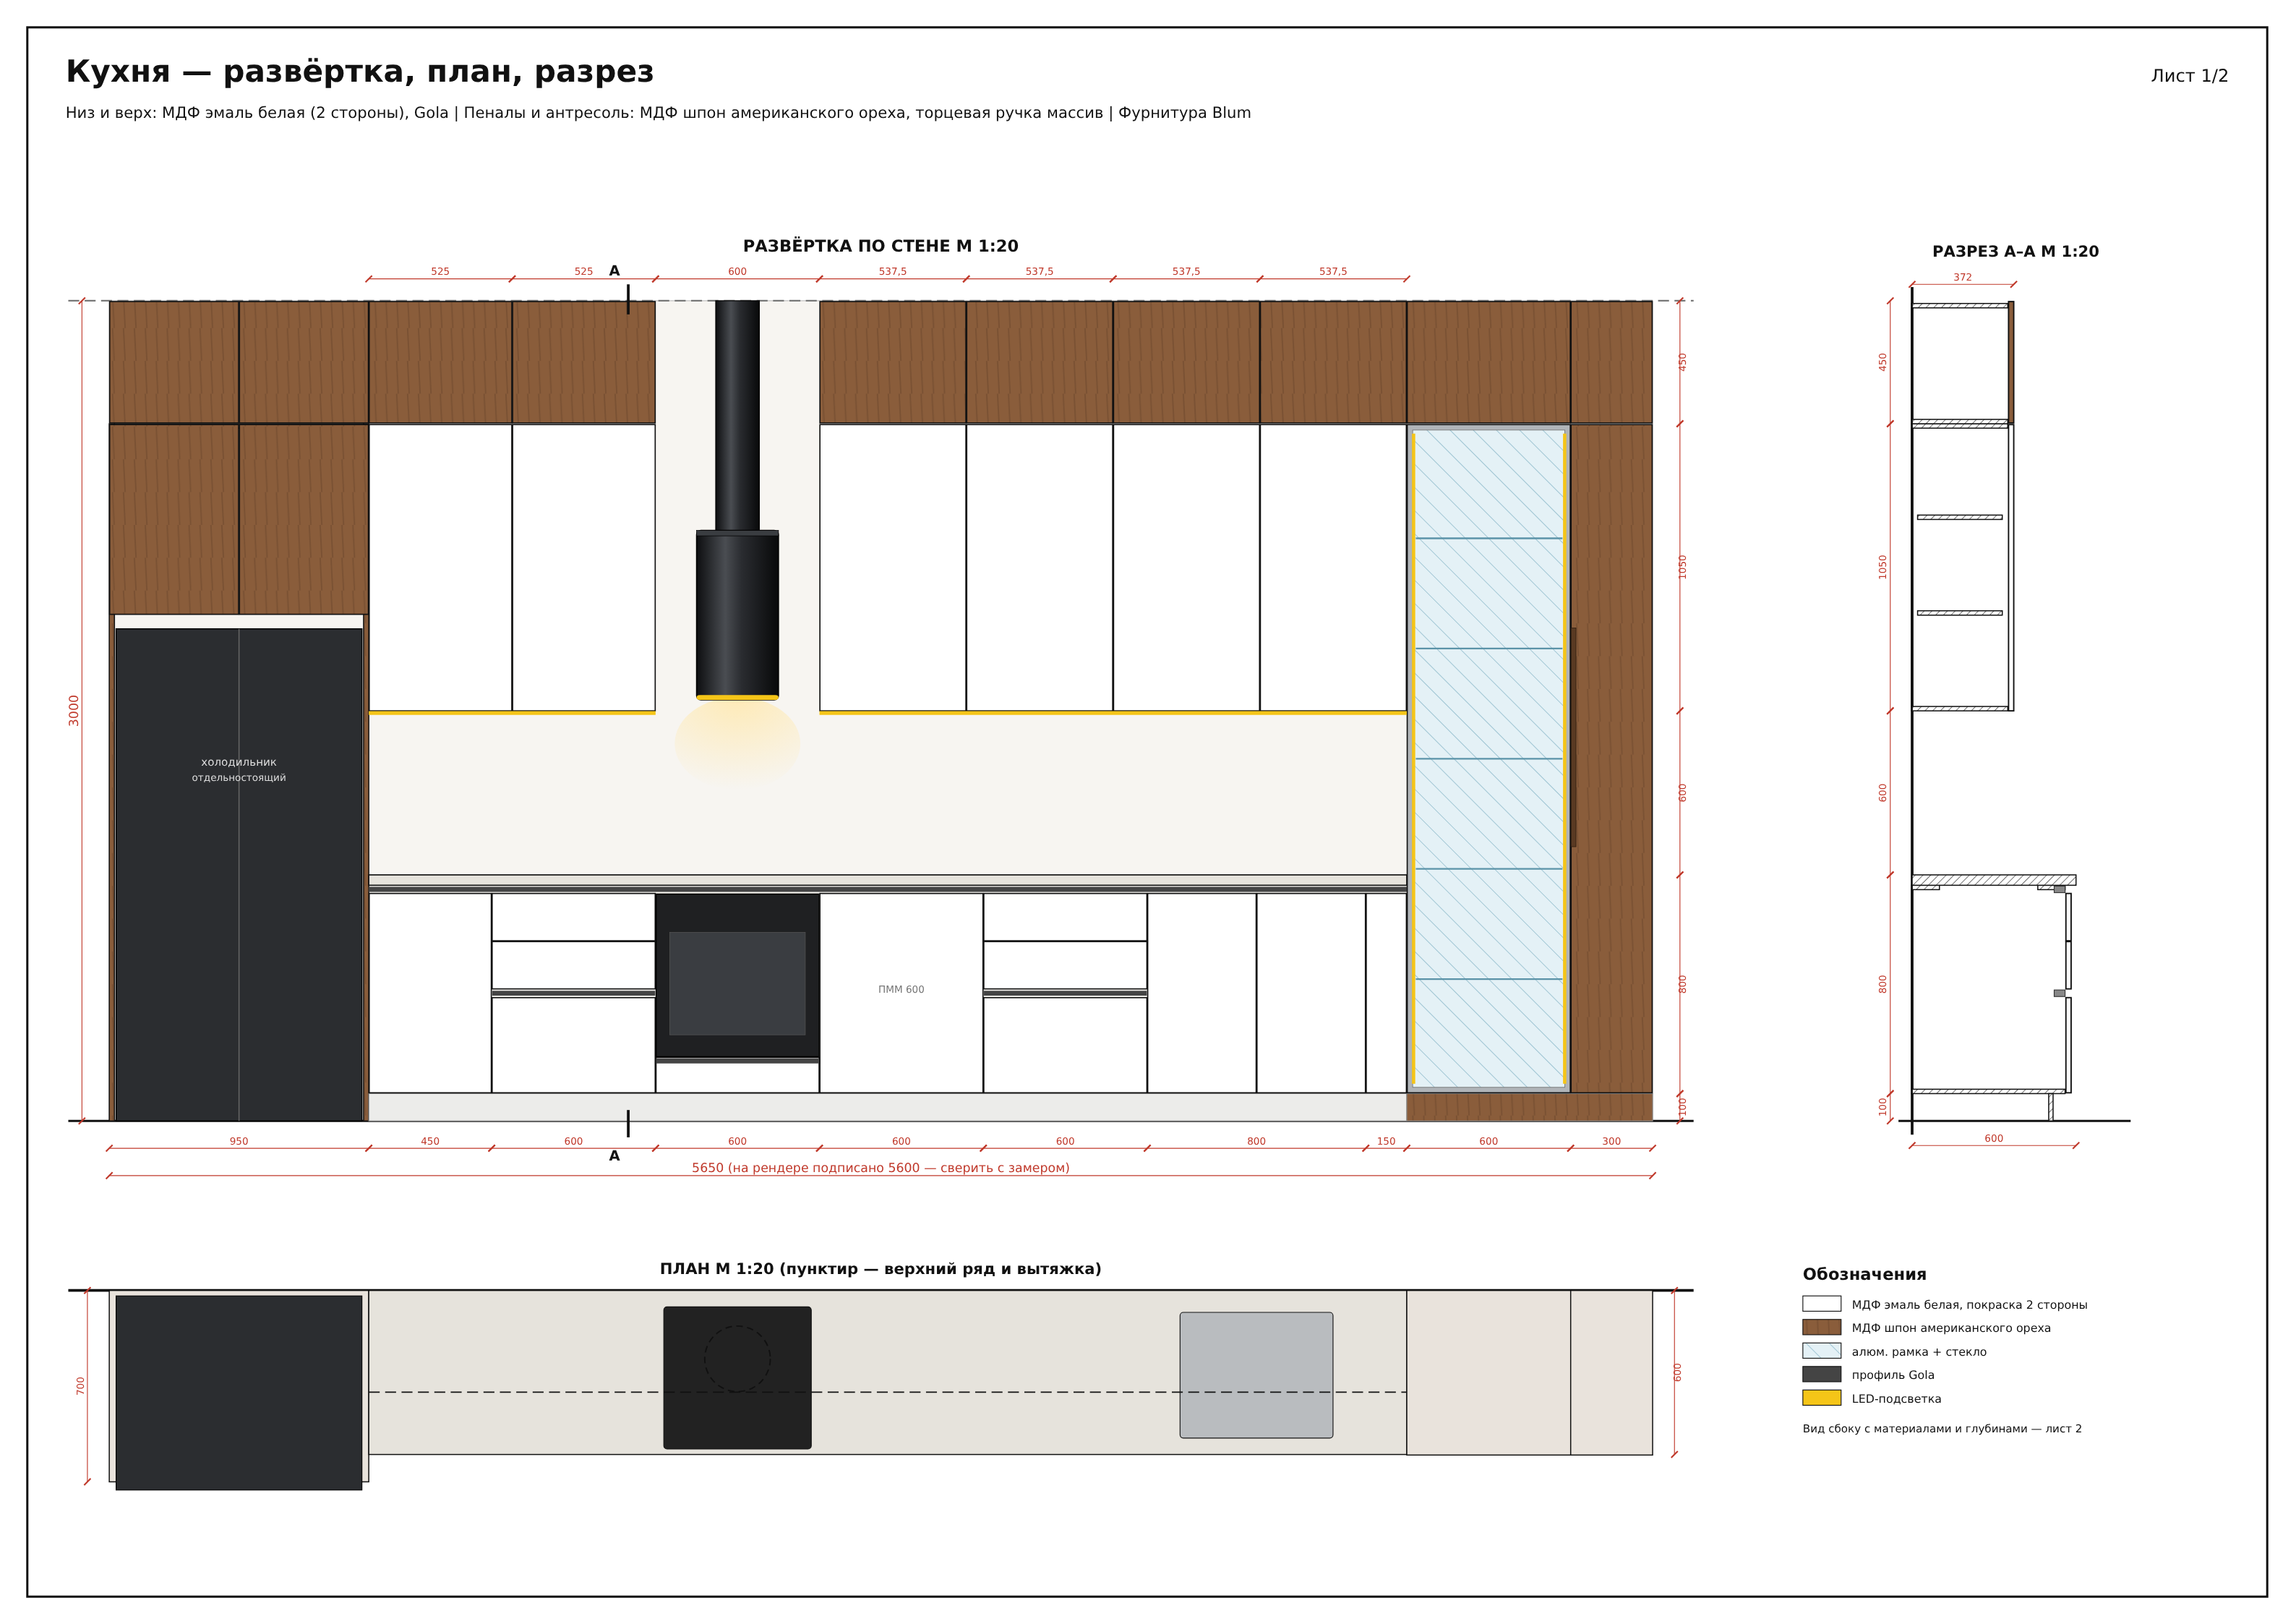 Кухня — развёртка, план, разрез
Лист 1/2
Низ и верх: МДФ эмаль белая (2 стороны), Gola | Пеналы и антресоль: МДФ шпон американского ореха, торцевая ручка массив | Фурнитура Blum
РАЗВЁРТКА ПО СТЕНЕ М 1:20
525
525
А
600
537,5
537,5
537,5
537,5
3000
450
1050
600
800
100
холодильник
отдельностоящий
ПММ 600
950
450
600
600
600
600
800
150
600
300
А
5650 (на рендере подписано 5600 — сверить с замером)
РАЗРЕЗ А–А М 1:20
372
450
1050
600
800
100
600
ПЛАН М 1:20 (пунктир — верхний ряд и вытяжка)
700
600
Обозначения
МДФ эмаль белая, покраска 2 стороны
МДФ шпон американского ореха
алюм. рамка + стекло
профиль Gola
LED-подсветка
Вид сбоку с материалами и глубинами — лист 2